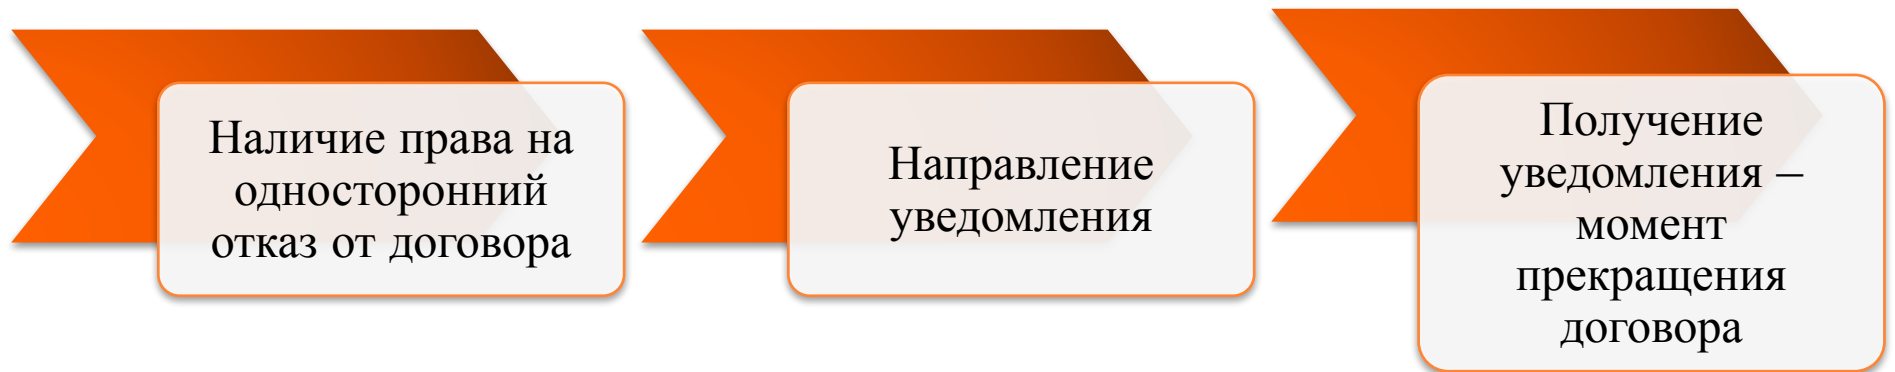 Наличие права на
односторонний
отказ от договора
Направление
уведомления
Получение
уведомления –
момент
прекращения
договора